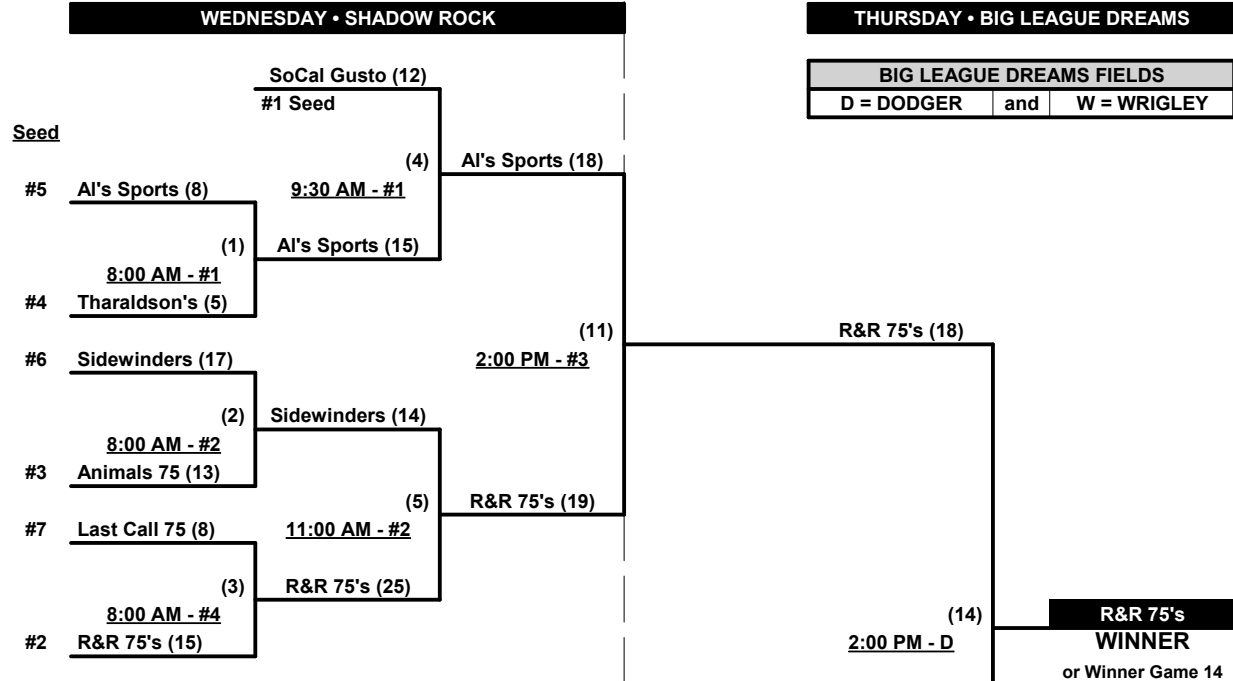 WEDNESDAY • SHADOW ROCK
THURSDAY • BIG LEAGUE DREAMS
SoCal Gusto (12)
#1 Seed
BIG LEAGUE DREAMS FIELDS
D = DODGER and W = WRIGLEY
Seed
(4)
Al's Sports (18)
#5 Al's Sports (8)
9:30 AM - #1
(1)
Al's Sports (15)
8:00 AM - #1
#4 Tharaldson's (5)
(11)
R&R 75's (18)
#6 Sidewinders (17)
2:00 PM - #3
(2)
Sidewinders (14)
8:00 AM - #2
#3 Animals 75 (13)
(5)
R&R 75's (19)
#7 Last Call 75 (8)
11:00 AM - #2
(3)
R&R 75's (25)
8:00 AM - #4
(14)
R&R 75's
#2 R&R 75's (15)
2:00 PM - D
WINNER
or Winner Game 14